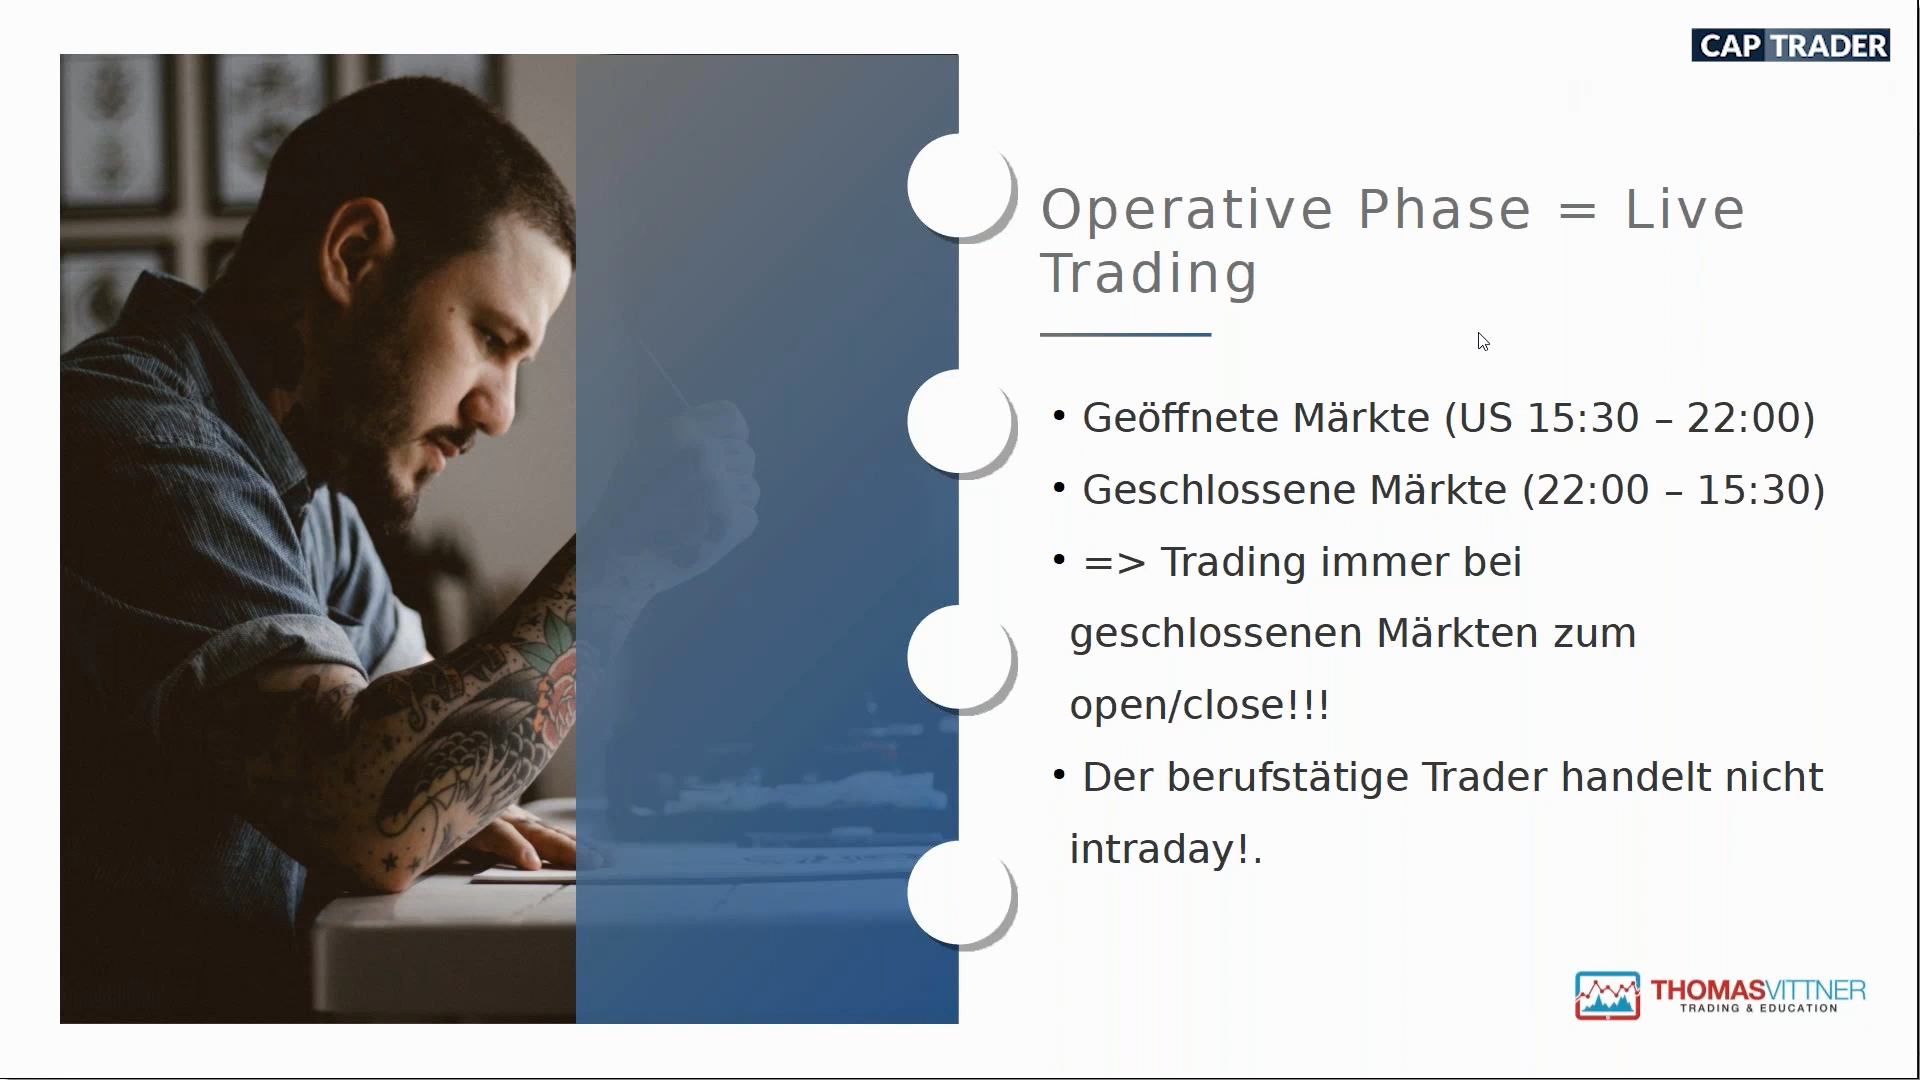 CAP TRADER
Operative Phase = Live
Trading
• Geöffnete Märkte (US 15:30 – 22:00)
• Geschlossene Märkte (22:00 – 15:30)
• => Trading immer bei
geschlossenen Märkten zum
open/close!!!
• Der berufstätige Trader handelt nicht
intraday!.
THOMASVITTNER
TRADING & EDUCATION